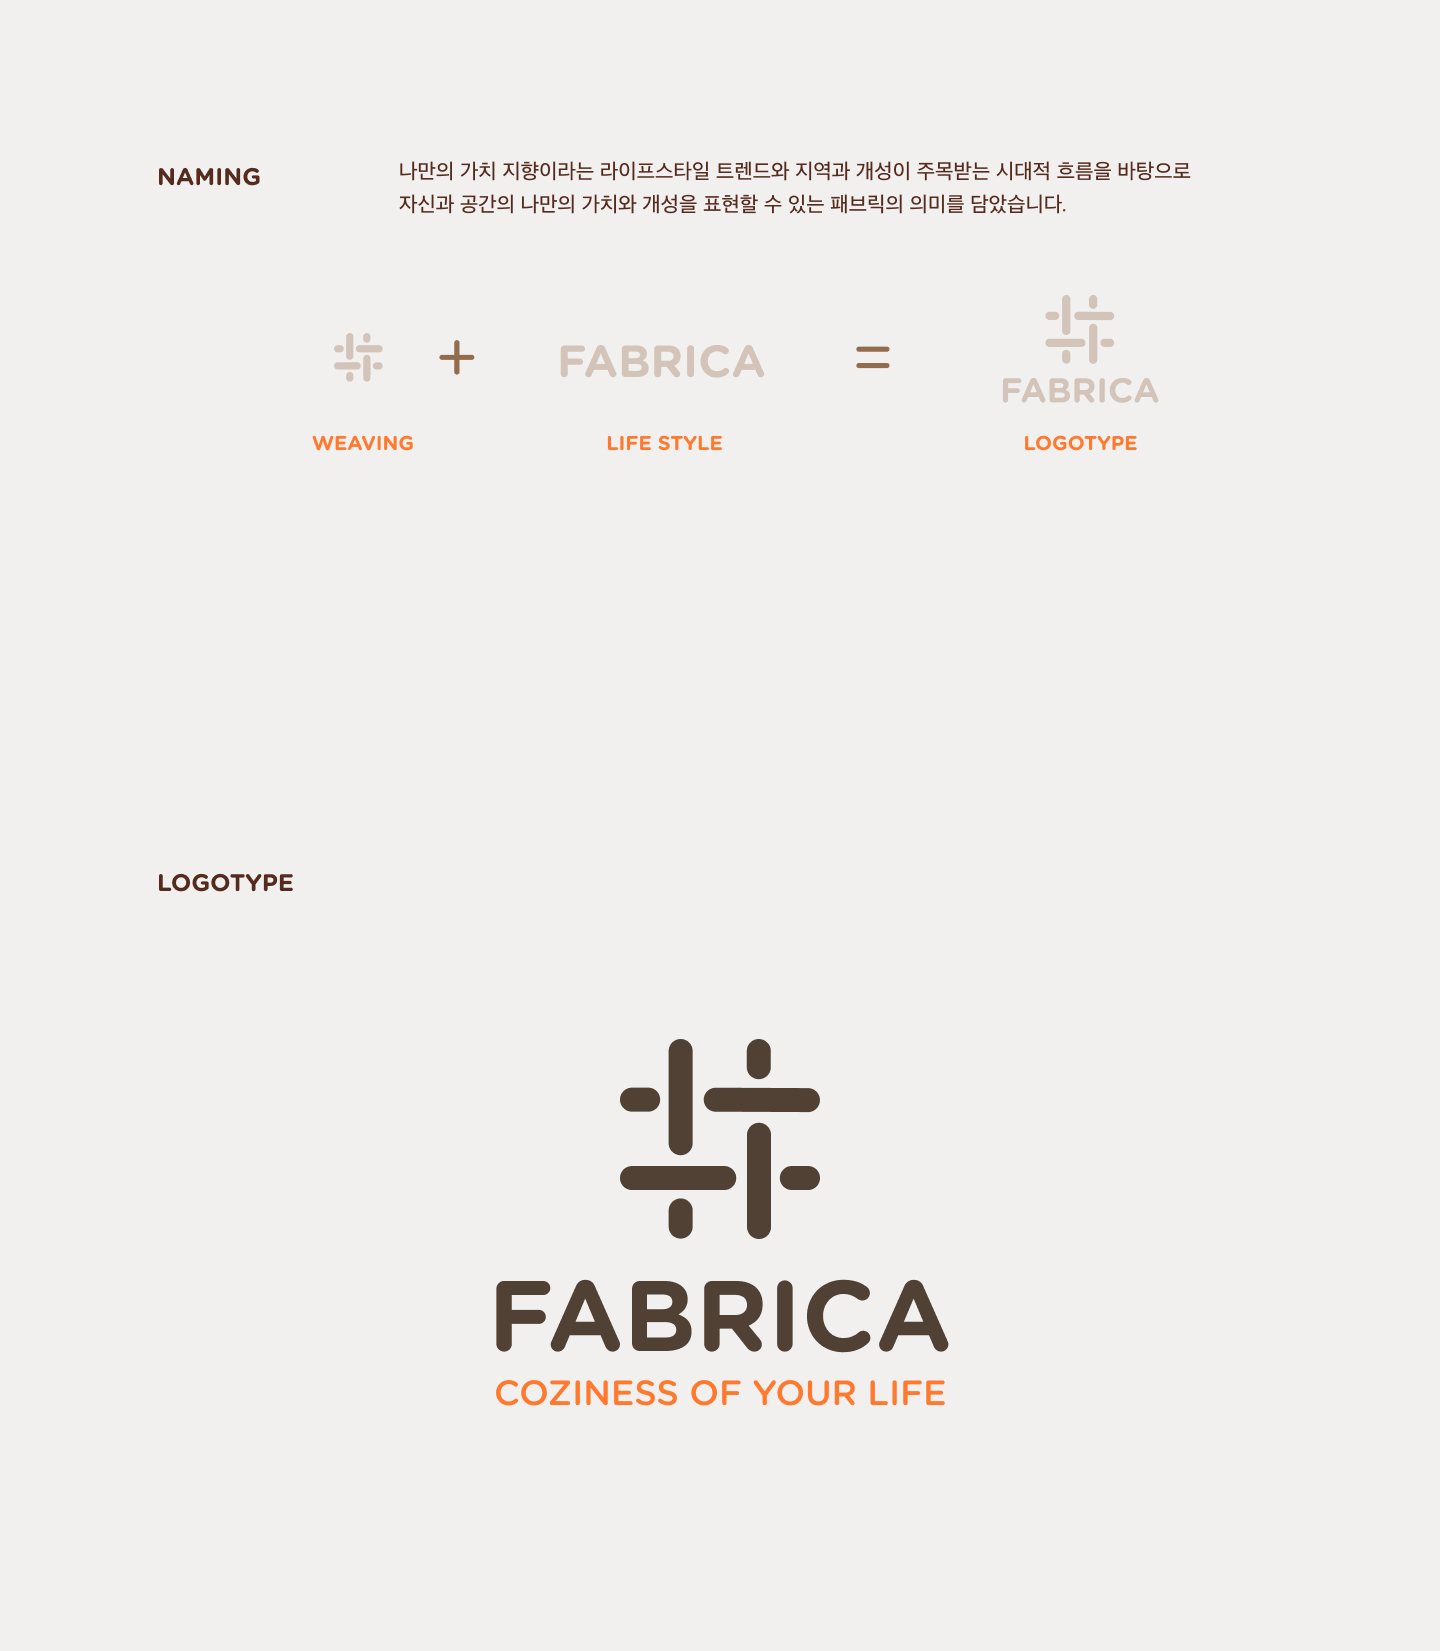 NAMING
나만의 가치 지향이라는 라이프스타일 트렌드와 지역과 개성이 주목받는 시대적 흐름을 바탕으로
자신과 공간의 나만의 가치와 개성을 표현할 수 있는 패브릭의 의미를 담았습니다.
+
FABRICA
=
FABRICA
WEAVING
LIFE STYLE
LOGOTYPE
LOGOTYPE
FABRICA
COZINESS OF YOUR LIFE